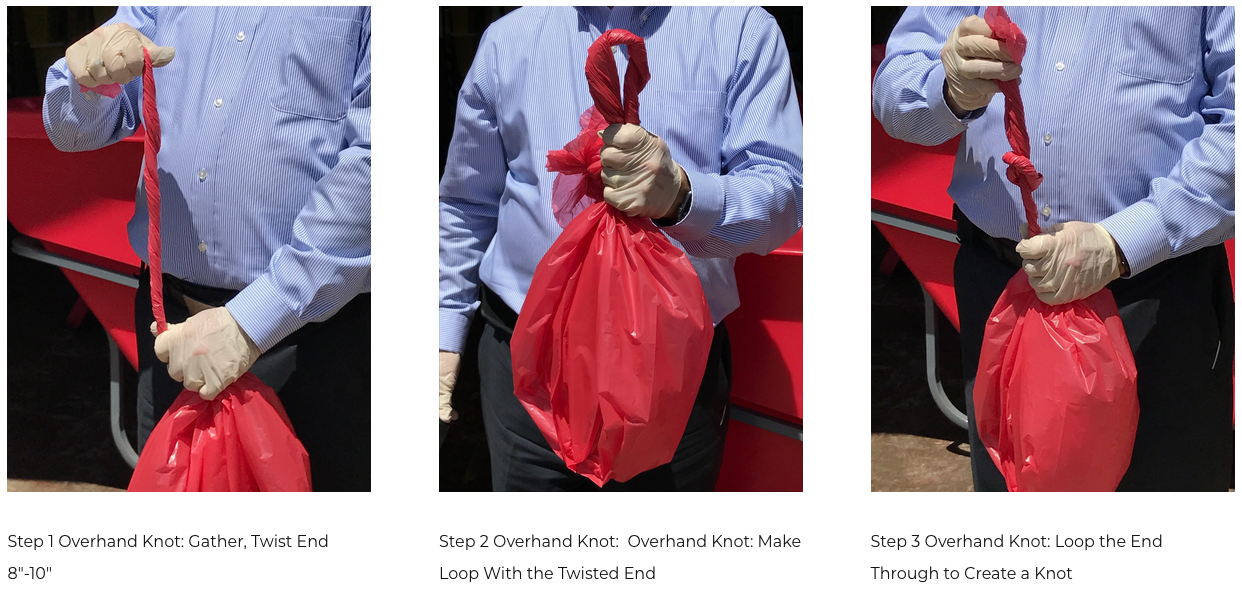 Step 1 Overhand Knot: Gather, Twist End
8"-10"
Step 2 Overhand Knot:  Overhand Knot: Make
Loop With the Twisted End
Step 3 Overhand Knot: Loop the End
Through to Create a Knot